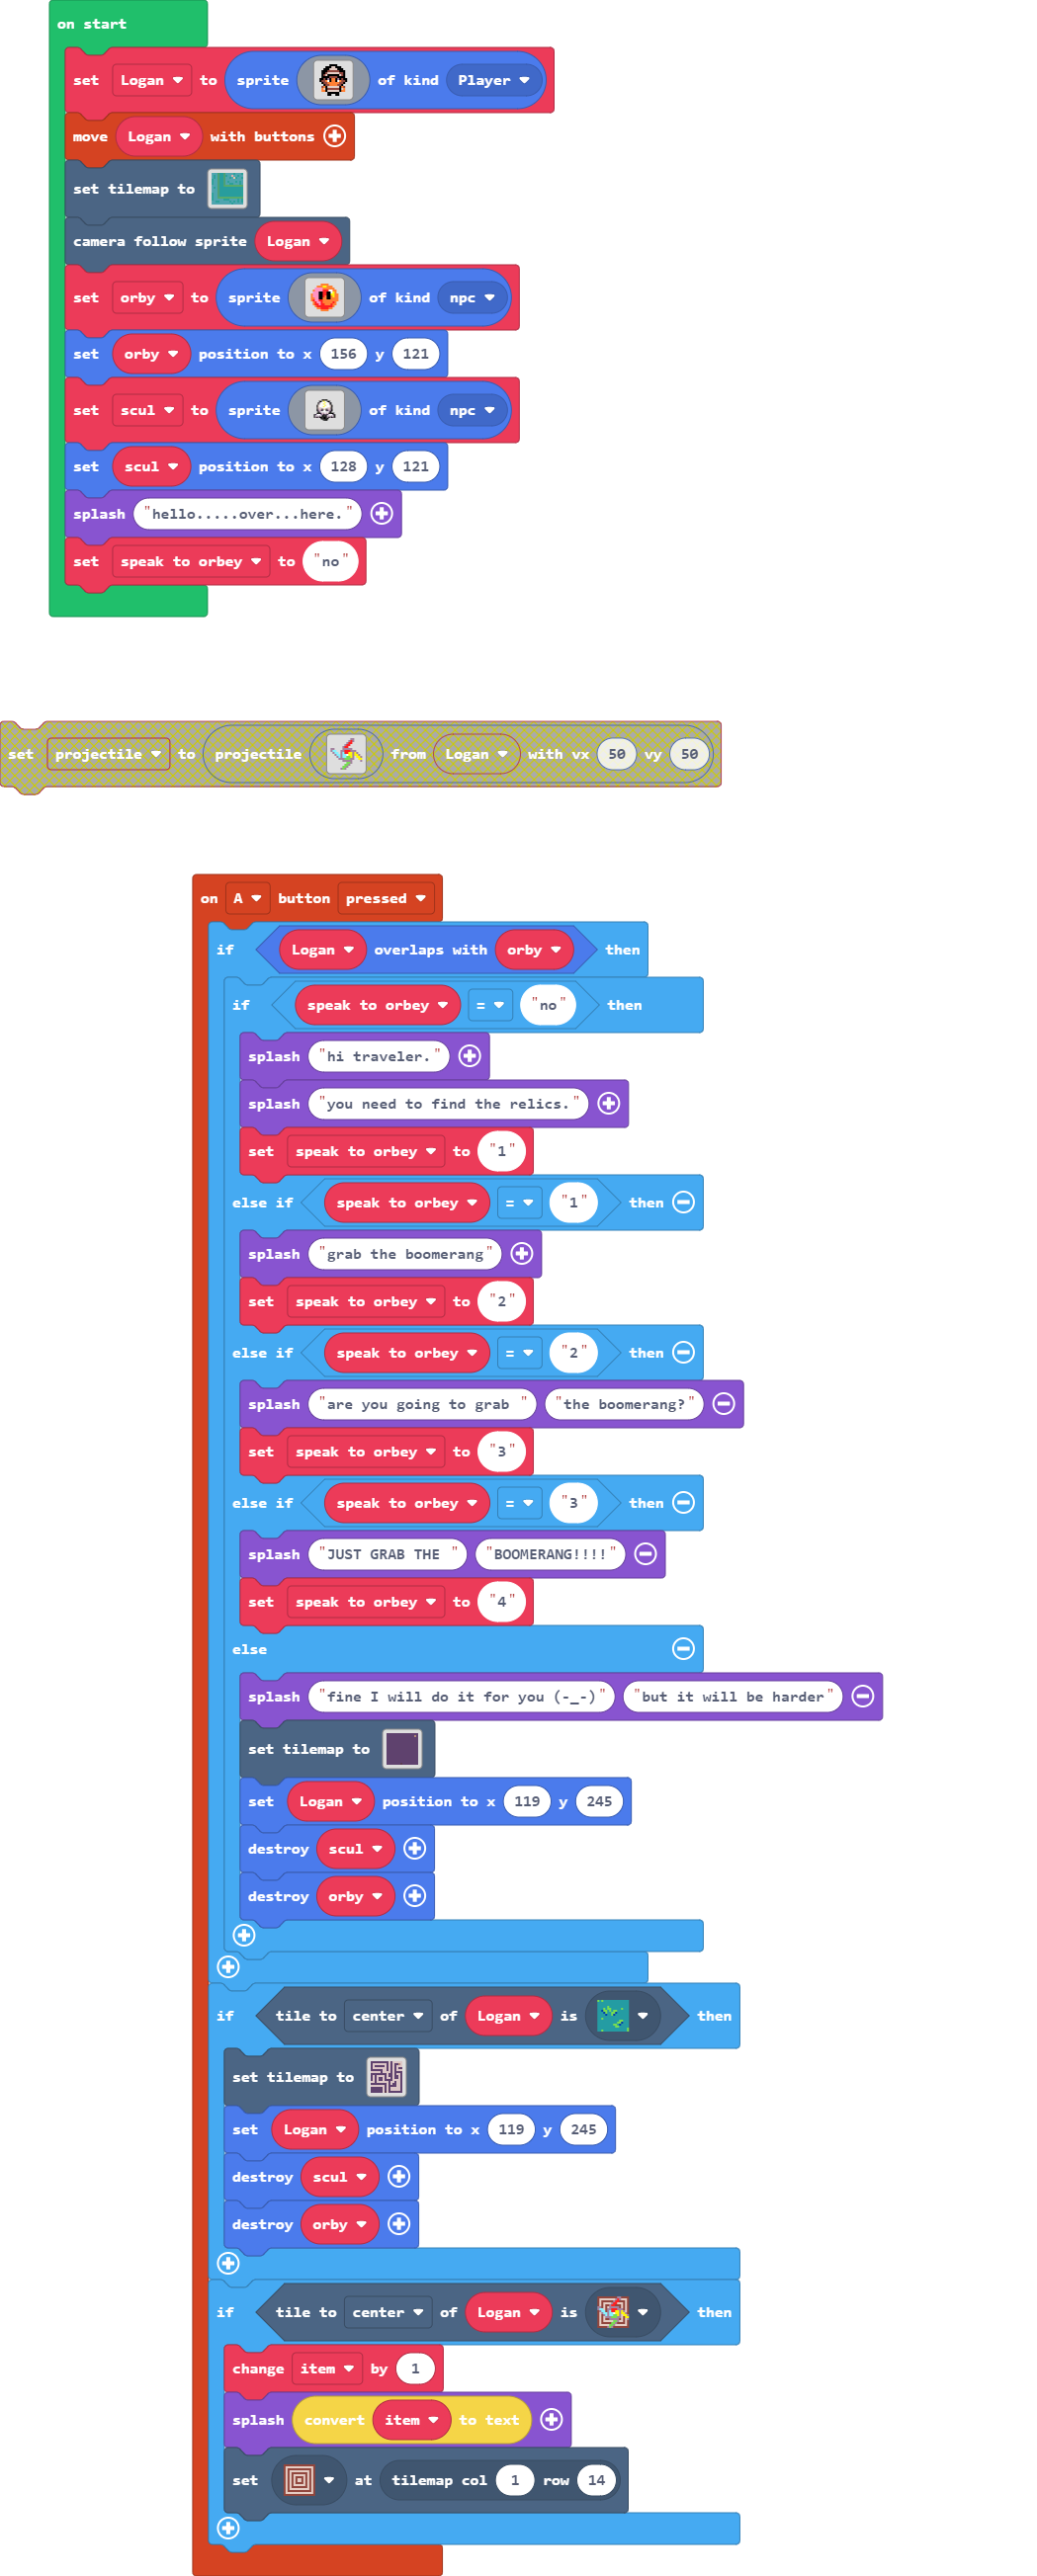 on start
set Logan to sprite of kind Player
move Logan with buttons
set tilemap to
camera follow sprite Logan
set orby to sprite of kind npc
set orby position to x 156 y 121
set scul to sprite of kind npc
set scul position to x 128 y 121
splash "hello.....over...here."
set speak to orbey to "no"
set projectile to projectile from Logan with vx 50 vy 50
on A button pressed
if Logan overlaps with orby then
if speak to orbey = "no" then
splash "hi traveler."
splash "you need to find the relics."
set speak to orbey to "1"
else if speak to orbey = "1" then
splash "grab the boomerang"
set speak to orbey to "2"
else if speak to orbey = "2" then
splash "are you going to grab " "the boomerang?"
set speak to orbey to "3"
else if speak to orbey = "3" then
splash "JUST GRAB THE " "BOOMERANG!!!!"
set speak to orbey to "4"
else
splash "fine I will do it for you (-_-)" "but it will be harder"
set tilemap to
set Logan position to x 119 y 245
destroy scul
destroy orby
if tile to center of Logan is then
set tilemap to
set Logan position to x 119 y 245
destroy scul
destroy orby
if tile to center of Logan is then
change item by 1
splash convert item to text
set at tilemap col 1 row 14